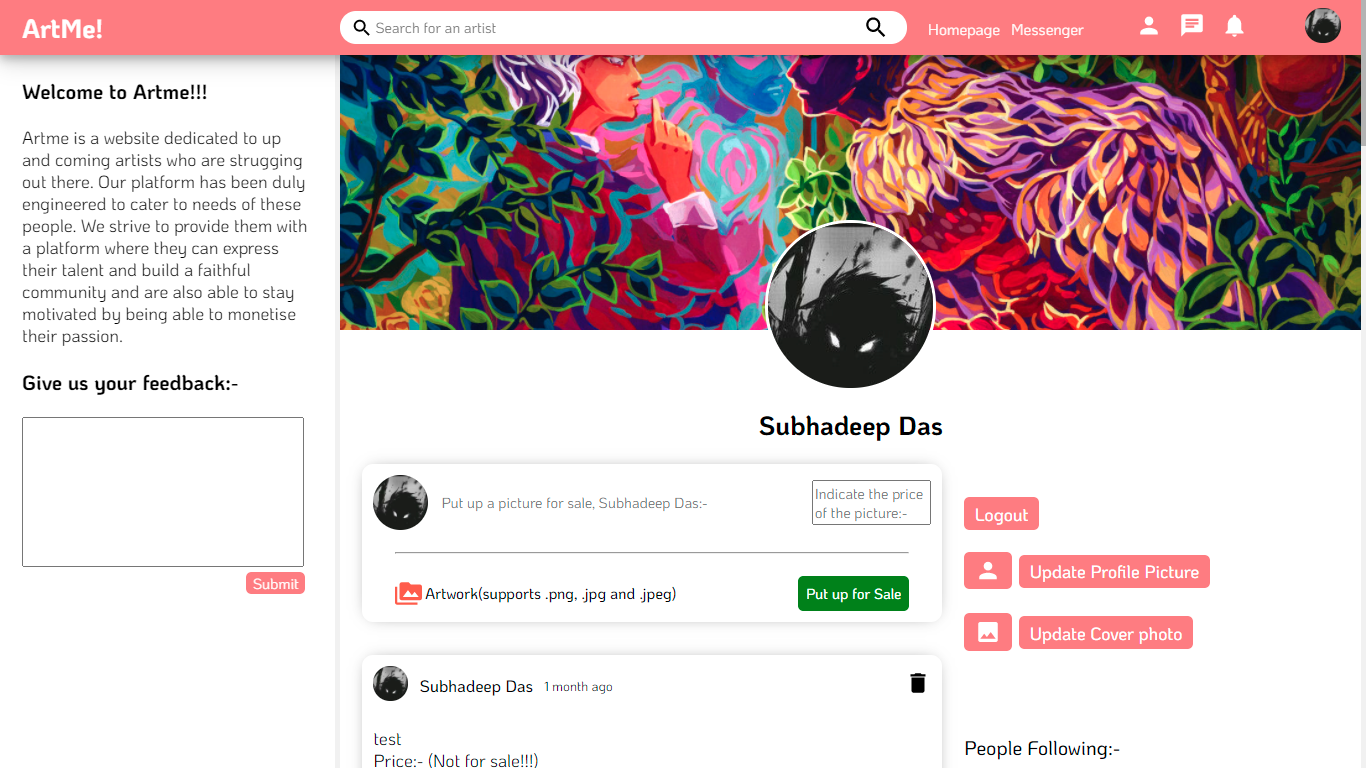 ArtMe!
Search for an artist
Homepage Messenger
Welcome to Artme!!!
Artme is a website dedicated to up
and coming artists who are strugging
out there. Our platform has been duly
engineered to cater to needs of these
people. We strive to provide them with
a platform where they can express
their talent and build a faithful
community and are also able to stay
motivated by being able to monetise
their passion.
Give us your feedback:-
Submit
Subhadeep Das
Put up a picture for sale, Subhadeep Das:-
Indicate the price
of the picture:-
Artwork(supports .png, .jpg and .jpeg)
Put up for Sale
Subhadeep Das 1 month ago
test
Price:- (Not for sale!!!)
Logout
Update Profile Picture
Update Cover photo
People Following:-